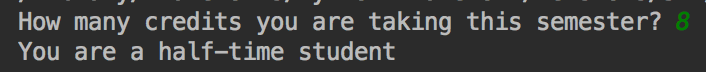 How many credits you are taking this semester? 8
You are a half-time student